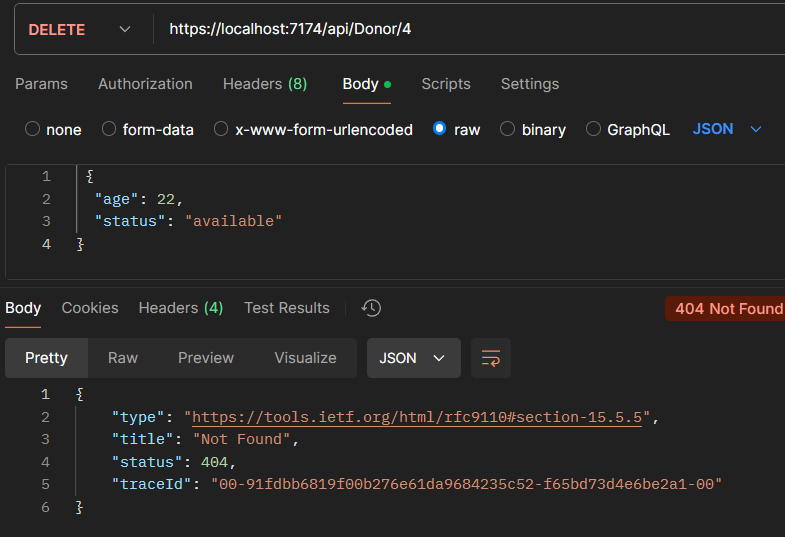 DELETE https://localhost:7174/api/Donor/4
Params Authorization Headers (8) Body Scripts Settings
none form-data x-www-form-urlencoded raw binary GraphQL JSON
1 {
2 "age": 22,
3 "status": "available"
4 }
Body Cookies Headers (4) Test Results 404 Not Found
Pretty Raw Preview Visualize JSON
1 {
2 "type": "https://tools.ietf.org/html/rfc9110#section-15.5.5",
3 "title": "Not Found",
4 "status": 404,
5 "traceId": "00-91fdbb6819f00b276e61da9684235c52-f65bd73d4e6be2a1-00"
6 }